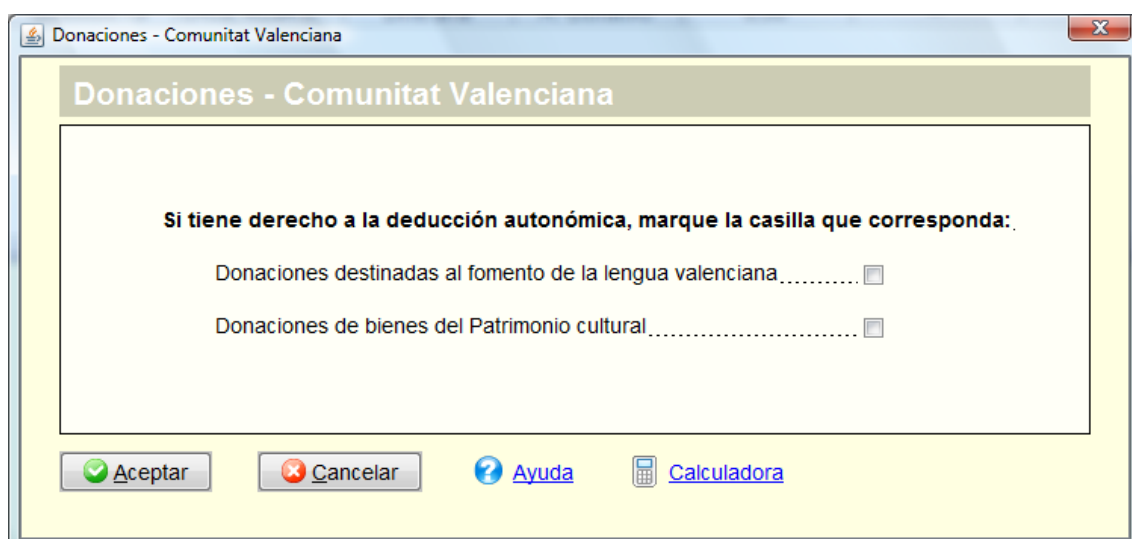 Donaciones - Comunitat Valenciana
Donaciones - Comunitat Valenciana
Si tiene derecho a la deducción autonómica, marque la casilla que corresponda:
Donaciones destinadas al fomento de la lengua valenciana..........
Donaciones de bienes del Patrimonio cultural...........................
Aceptar Cancelar Ayuda Calculadora